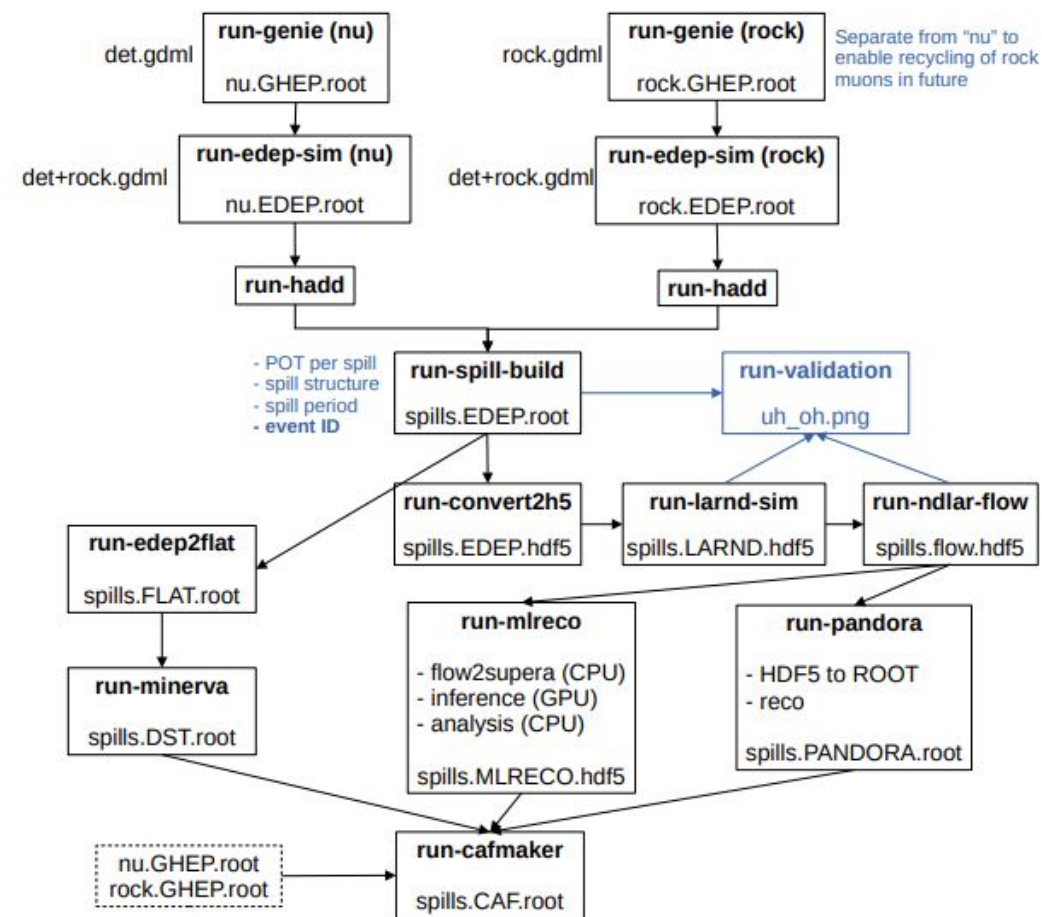 run-genie (nu)
det.gdml
nu.GHEP.root
run-genie (rock)
rock.gdml
rock.GHEP.root
Separate from “nu” to
enable recycling of rock
muons in future
run-edep-sim (nu)
det+rock.gdml
nu.EDEP.root
run-edep-sim (rock)
det+rock.gdml
rock.EDEP.root
run-hadd
run-hadd
- POT per spill
- spill structure
- spill period
- event ID
run-spill-build
spills.EDEP.root
run-validation
uh_oh.png
run-convert2h5
spills.EDEP.hdf5
run-larnd-sim
spills.LARND.hdf5
run-ndlar-flow
spills.flow.hdf5
run-edep2flat
spills.FLAT.root
run-mlreco
- flow2supera (CPU)
- inference (GPU)
- analysis (CPU)
spills.MLRECO.hdf5
run-pandora
- HDF5 to ROOT
- reco
spills.PANDORA.root
run-minerva
spills.DST.root
nu.GHEP.root
rock.GHEP.root
run-cafmaker
spills.CAF.root